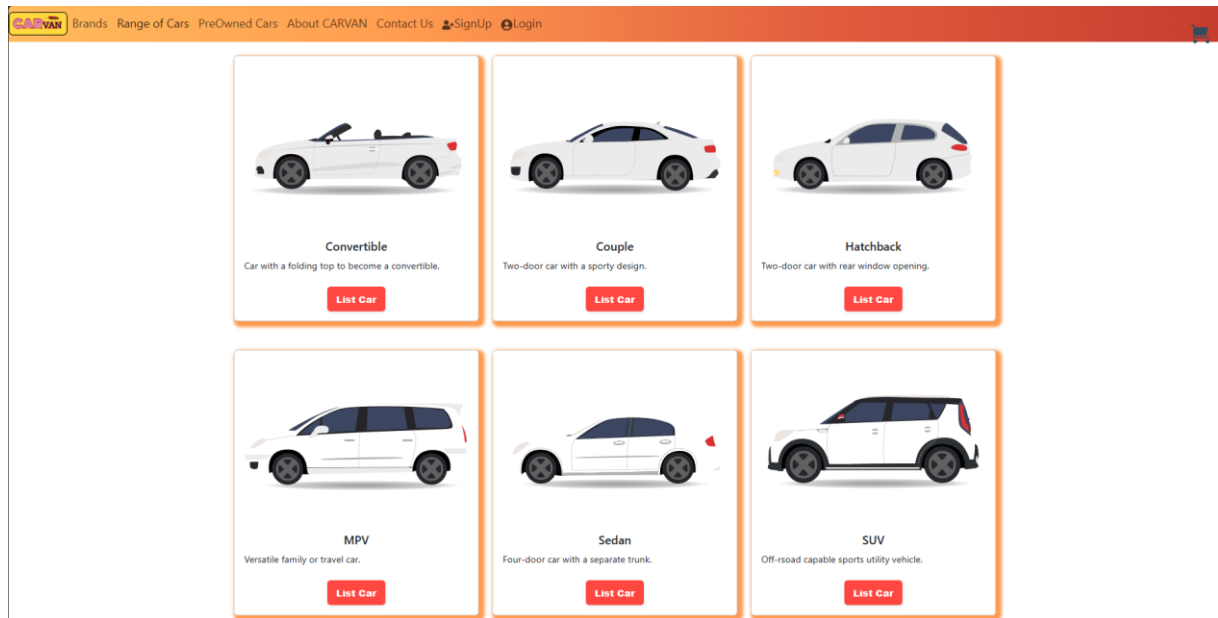 CARVAN Brands Range of Cars PreOwned Cars About CARVAN Contact Us SignUp Login
Convertible
Car with a folding top to become a convertible.
List Car
Couple
Two-door car with a sporty design.
List Car
Hatchback
Two-door car with rear window opening.
List Car
MPV
Versatile family or travel car.
List Car
Sedan
Four-door car with a separate trunk.
List Car
SUV
Off-rsoad capable sports utility vehicle.
List Car